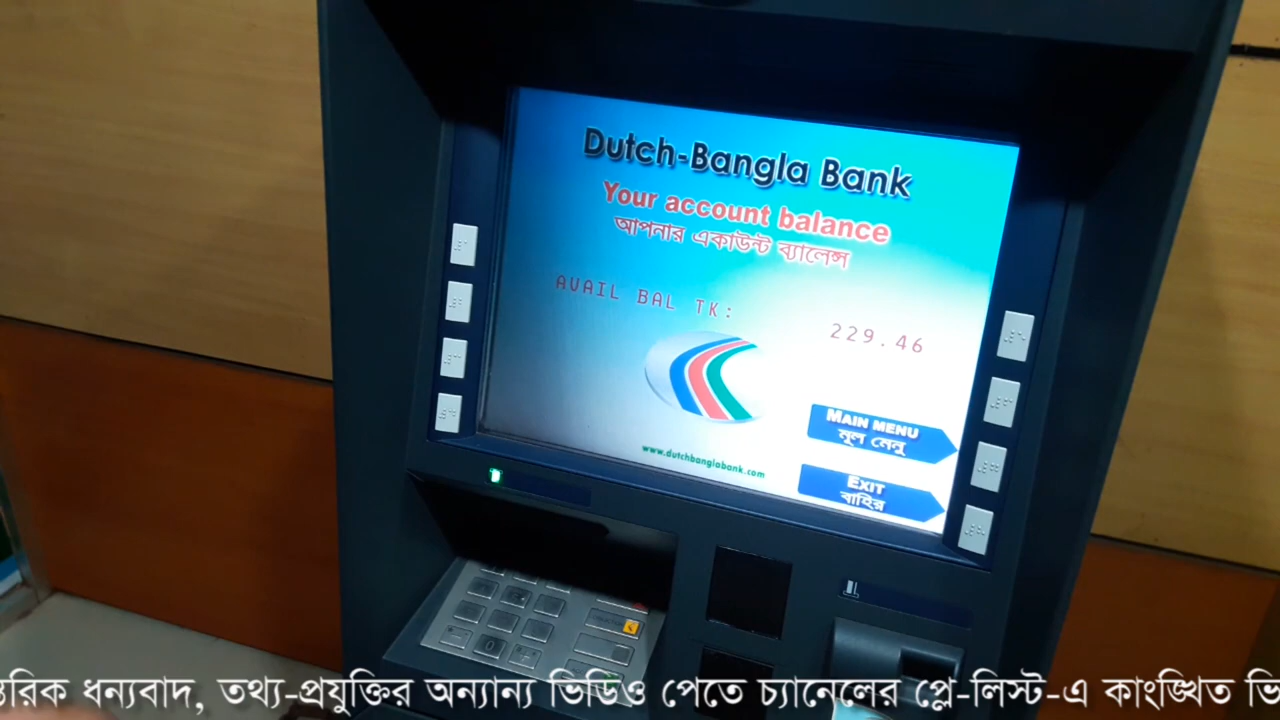 Dutch-Bangla Bank
Your account balance
আপনার একাউন্ট ব্যালেন্স
AVAIL BAL TK:
229.46
MAIN MENU
মূল মেনু
www.dutchbanglabank.com
EXIT
বাহির
ধন্যবাদ, তথ্য-প্রযুক্তির অন্যান্য ভিডিও পেতে চ্যানেলের প্লে-লিস্ট-এ কাংঙ্খিত